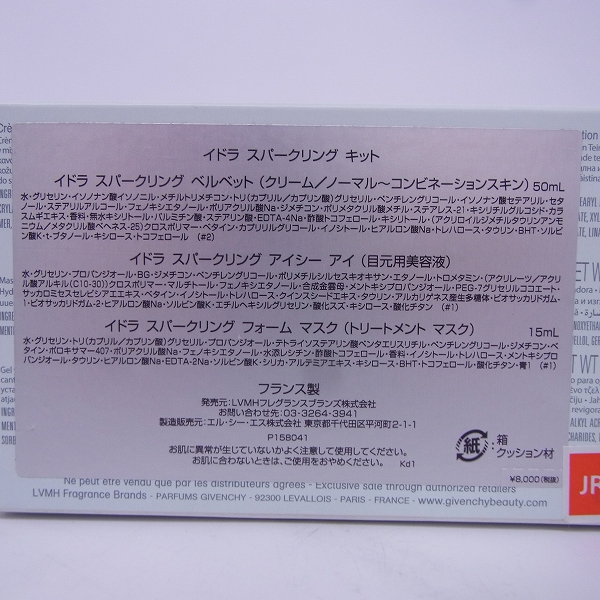 イドラ スパークリング キット
イドラ スパークリング ベルベット（クリーム／ノーマル～コンビネーションスキン）50mL
水・グリセリン・イソノナン酸イソノニル・メチルトリメチコン・トリ（カプリル／カプリン酸）グリセリル・ペンチレングリコール・イソノナン酸セテアリル・セタ
ノール・ステアリルアルコール・フェノキシエタノール・ポリアクリル酸Na・ジメチコン・ポリメタクリル酸メチル・ステアレス-21・キシリチルグルコシド・カラ
スムギエキス・香料・無水キシリトール・パルミチン酸・ステアリン酸・EDTA-4Na・酢酸トコフェロール・キシリトール・（アクリロイルジメチルタウリンアンモ
ニウム／メタクリル酸ベヘネス-25）クロスポリマー・ベタイン・カプリリルグリコール・イノシトール・ヒアルロン酸Na・トレハロース・タウリン・BHT・ソルビ
ン酸K・t-ブタノール・キシロース・トコフェロール （#2）
イドラ スパークリング アイシー アイ（目元用美容液）
水・グリセリン・プロパンジオール・BG・ジメチコン・ペンチレングリコール・ポリメチルシルセスキオキサン・エタノール・トロメタミン・（アクリレーツ／アクリ
ル酸アルキル（C10-30））クロスポリマー・マルチトール・フェノキシエタノール・合成金雲母・メントキシプロパンジオール・PEG-7グリセリルココエート・
サッカロミセスセレビシアエエキス・ベタイン・イノシトール・トレハロース・クインスシードエキス・タウリン・アルカリゲネス産生多糖体・ビオサッカリドガム-
1・ビオサッカリドガム-2・ヒアルロン酸Na・ソルビン酸K・エチルヘキシルグリセリン・酸化スズ・キシロース・酸化チタン （#1）
イドラ スパークリング フォーム マスク（トリートメント マスク） 15mL
水・グリセリン・トリ（カプリル／カプリン酸）グリセリル・プロパンジオール・テトライソステアリン酸ペンタエリスリチル・ペンチレングリコール・ジメチコン・ベ
タイン・ポロキサマー407・ポリアクリル酸Na・フェノキシエタノール・水添レシチン・酢酸トコフェロール・香料・イノシトール・トレハロース・メントキシプ
ロパンジオール・タウリン・ヒアルロン酸Na・EDTA-2Na・ソルビン酸K・シリカ・アルテミアエキス・キシロース・BHT・トコフェロール・酸化チタン・青1 （#1）
フランス製
発売元：LVMHフレグランスブランズ株式会社
お問い合わせ先：03-3264-3941
製造販売元：エル・シー・エス株式会社 東京都千代田区平河町2-1-1
P158041
お肌に異常が生じていないかよく注意して使用してください。
お肌に合わないときは、ご使用をおやめください。 Kd1
紙：箱
クッション材
¥8,000（税抜）
JR
Ne peut être vendu que par les distributeurs agréés - Exclusive sale through authorized retailers
LVMH Fragrance Brands - PARFUMS GIVENCHY - 92300 LEVALLOIS - PARIS - FRANCE - www.givenchybeauty.com